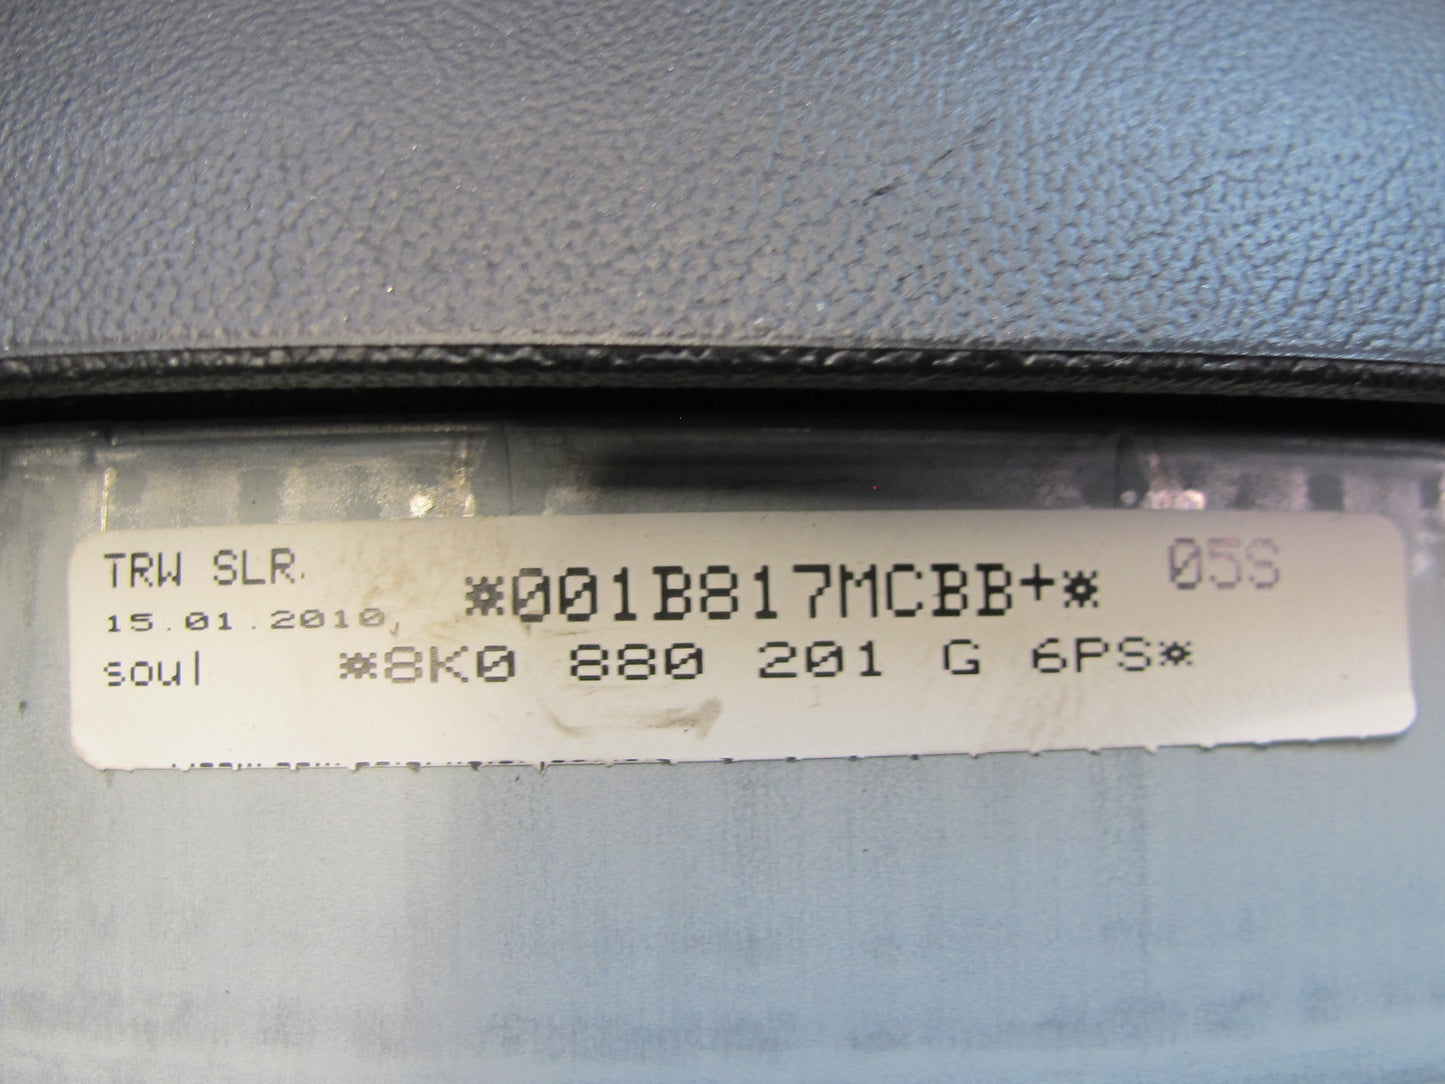 TRW SLR.
*001B817MCBB+* 05S
15.01.2010,
soul *8K0 880 201 G 6PS*